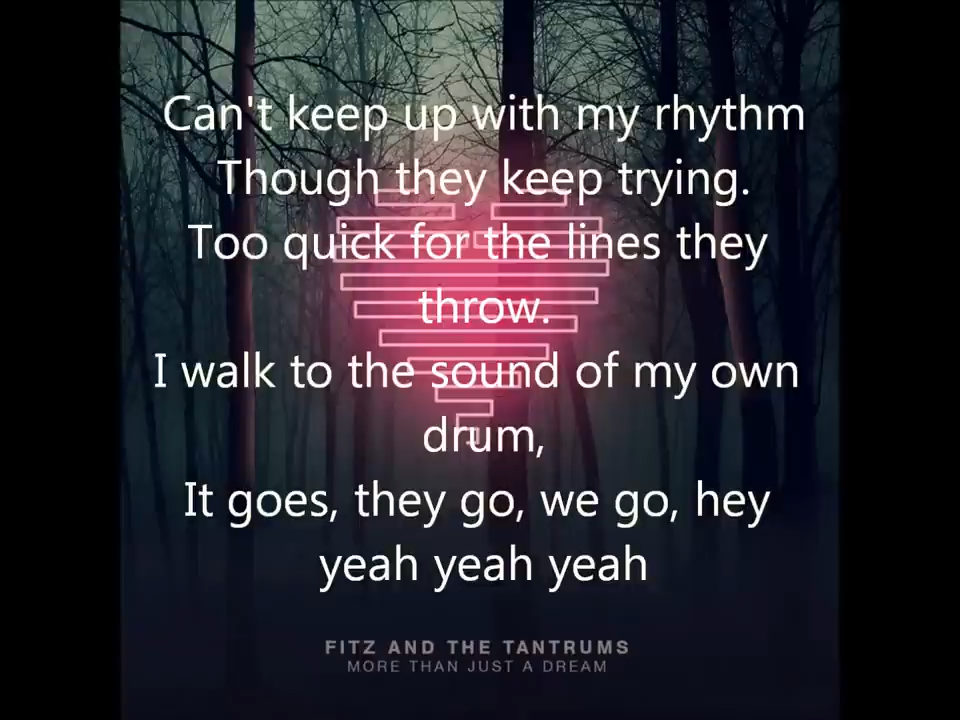 Can't keep up with my rhythm
Though they keep trying.
Too quick for the lines they
throw.
I walk to the sound of my own
drum,
It goes, they go, we go, hey
yeah yeah yeah
FITZ AND THE TANTRUMS
MORE THAN JUST A DREAM